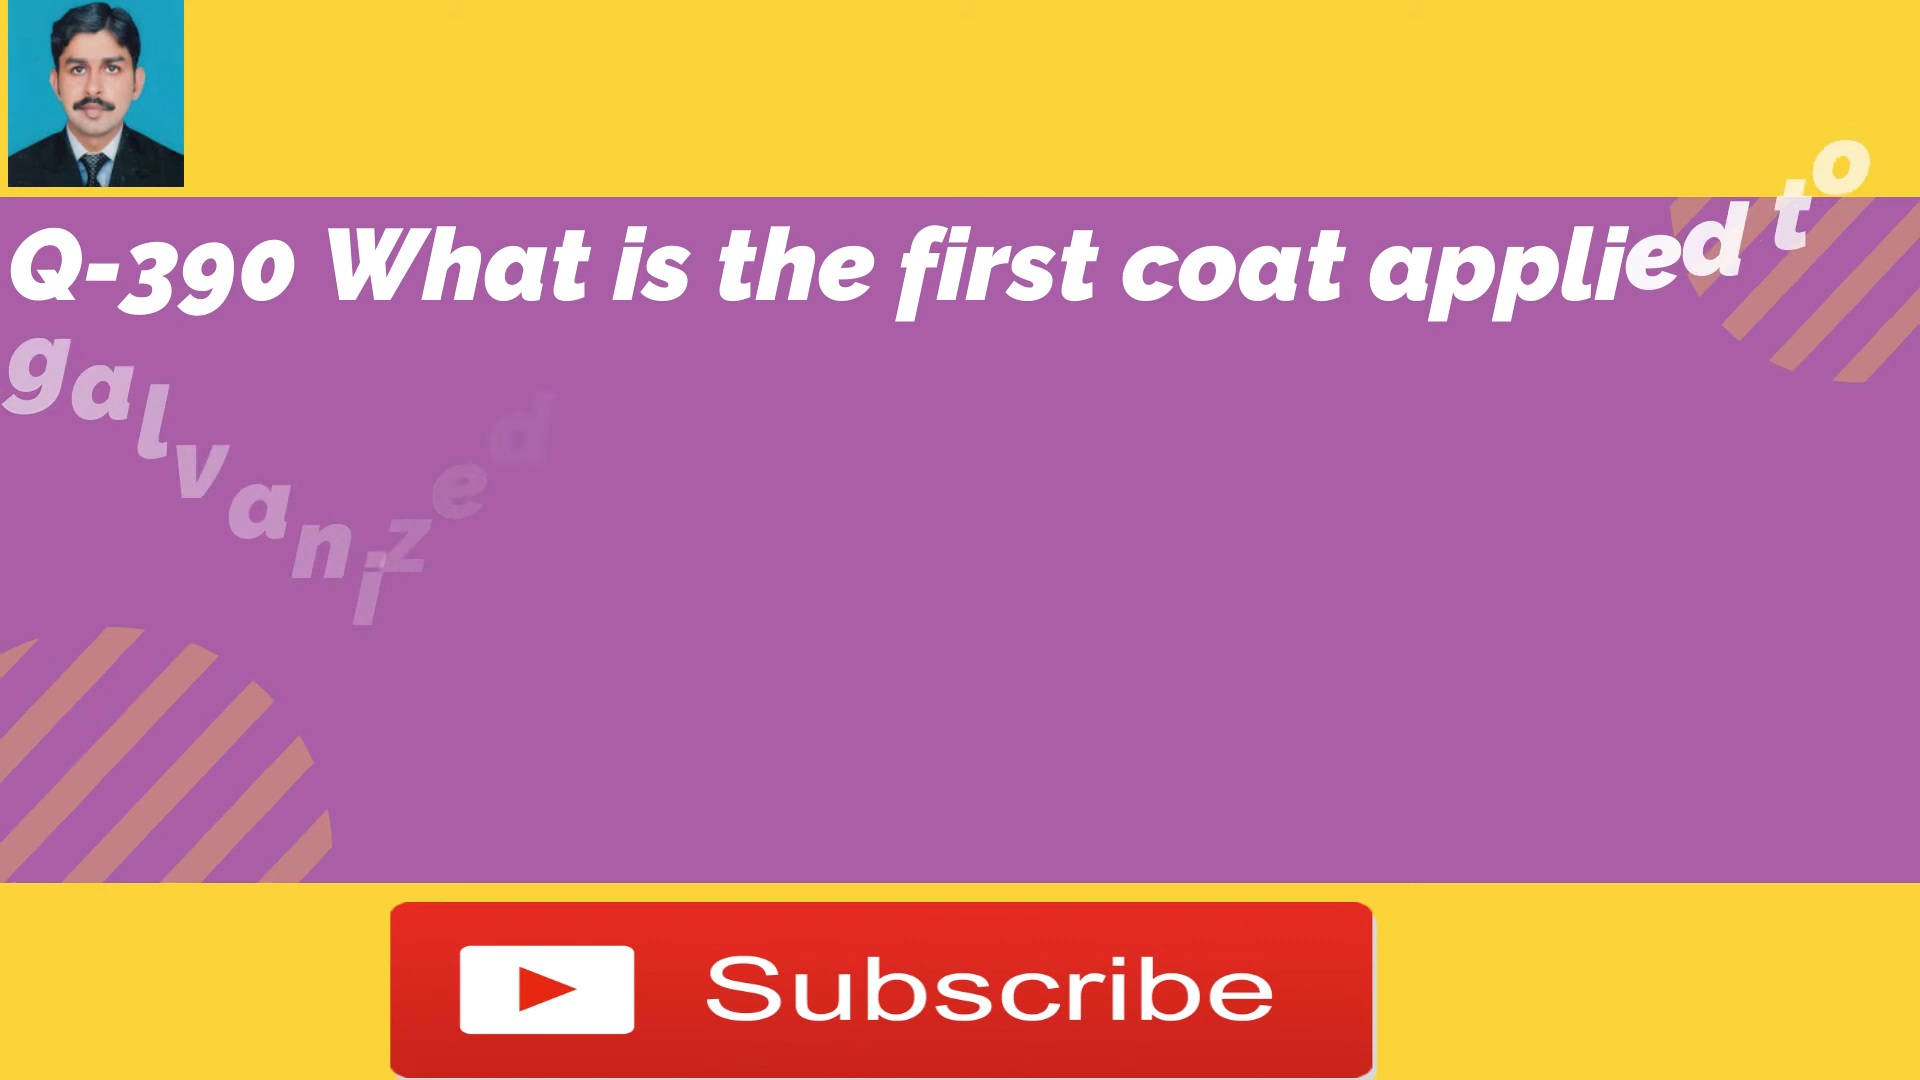 Q-390 What is the first coat applied to
galvanized
Subscribe